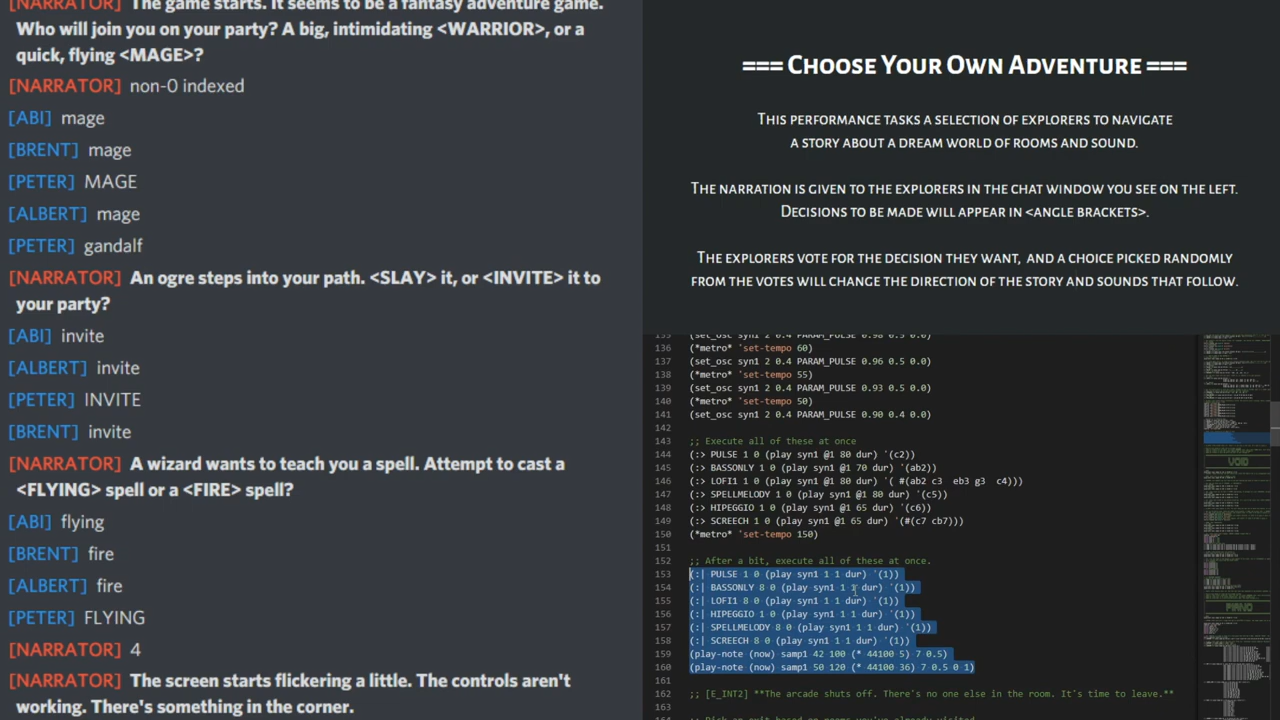 [NARRATOR] The game starts. It seems to be a fantasy adventure game.
Who will join you on your party? A big, intimidating <WARRIOR>, or a
quick, flying <MAGE>?
[NARRATOR] non-0 indexed
[ABI] mage
[BRENT] mage
[PETER] MAGE
[ALBERT] mage
[PETER] gandalf
[NARRATOR] An ogre steps into your path. <SLAY> it, or <INVITE> it to
your party?
[ABI] invite
[ALBERT] invite
[PETER] INVITE
[BRENT] invite
[NARRATOR] A wizard wants to teach you a spell. Attempt to cast a
<FLYING> spell or a <FIRE> spell?
[ABI] flying
[BRENT] fire
[ALBERT] fire
[PETER] FLYING
[NARRATOR] 4
[NARRATOR] The screen starts flickering a little. The controls aren't
working. There's something in the corner.
=== CHOOSE YOUR OWN ADVENTURE ===
THIS PERFORMANCE TASKS A SELECTION OF EXPLORERS TO NAVIGATE
A STORY ABOUT A DREAM WORLD OF ROOMS AND SOUND.
THE NARRATION IS GIVEN TO THE EXPLORERS IN THE CHAT WINDOW YOU SEE ON THE LEFT.
DECISIONS TO BE MADE WILL APPEAR IN <ANGLE BRACKETS>.
THE EXPLORERS VOTE FOR THE DECISION THEY WANT, AND A CHOICE PICKED RANDOMLY
FROM THE VOTES WILL CHANGE THE DIRECTION OF THE STORY AND SOUNDS THAT FOLLOW.
135 (set_osc syn1 2 0.4 PARAM_PULSE 0.98 0.5 0.0)
136 (*metro* 'set-tempo 60)
137 (set_osc syn1 2 0.4 PARAM_PULSE 0.96 0.5 0.0)
138 (*metro* 'set-tempo 55)
139 (set_osc syn1 2 0.4 PARAM_PULSE 0.93 0.5 0.0)
140 (*metro* 'set-tempo 50)
141 (set_osc syn1 2 0.4 PARAM_PULSE 0.90 0.4 0.0)
142
143 ;; Execute all of these at once
144 (:> PULSE 1 0 (play syn1 @1 80 dur) `(c2))
145 (:> BASSONLY 1 0 (play syn1 @1 70 dur) `(ab2))
146 (:> LOFI1 1 0 (play syn1 @1 80 dur) `( #(ab2 c3 eb3 g3 c4)))
147 (:> SPELLMELODY 1 0 (play syn1 @1 80 dur) `(c5))
148 (:> HIPEGGIO 1 0 (play syn1 @1 65 dur) `(c6))
149 (:> SCREECH 1 0 (play syn1 @1 65 dur) `(#(c7 cb7)))
150 (*metro* 'set-tempo 150)
151
152 ;; After a bit, execute all of these at once.
153 (:| PULSE 1 0 (play syn1 1 1 dur) `(1))
154 (:| BASSONLY 8 0 (play syn1 1 1 dur) `(1))
155 (:| LOFI1 8 0 (play syn1 1 1 dur) `(1))
156 (:| HIPEGGIO 1 0 (play syn1 1 1 dur) `(1))
157 (:| SPELLMELODY 8 0 (play syn1 1 1 dur) `(1))
158 (:| SCREECH 8 0 (play syn1 1 1 dur) `(1))
159 (play-note (now) samp1 42 100 (* 44100 5) 7 0.5)
160 (play-note (now) samp1 50 120 (* 44100 36) 7 0.5 0 1)
161
162 ;; [E_INT2] **The arcade shuts off. There's no one else in the room. It's time to leave.**
163
VOID
PIANO